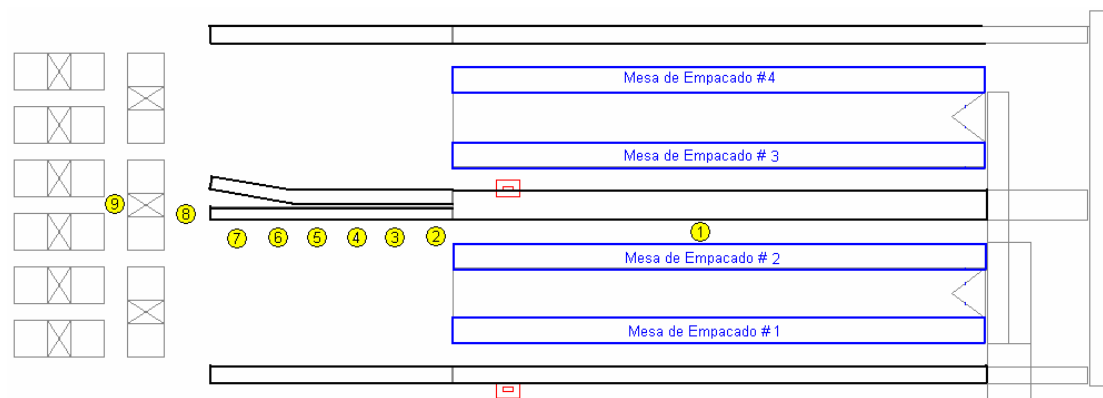 Mesa de Empacado #4
Mesa de Empacado # 3
9
8
7
6
5
4
3
2
1
Mesa de Empacado # 2
Mesa de Empacado #1